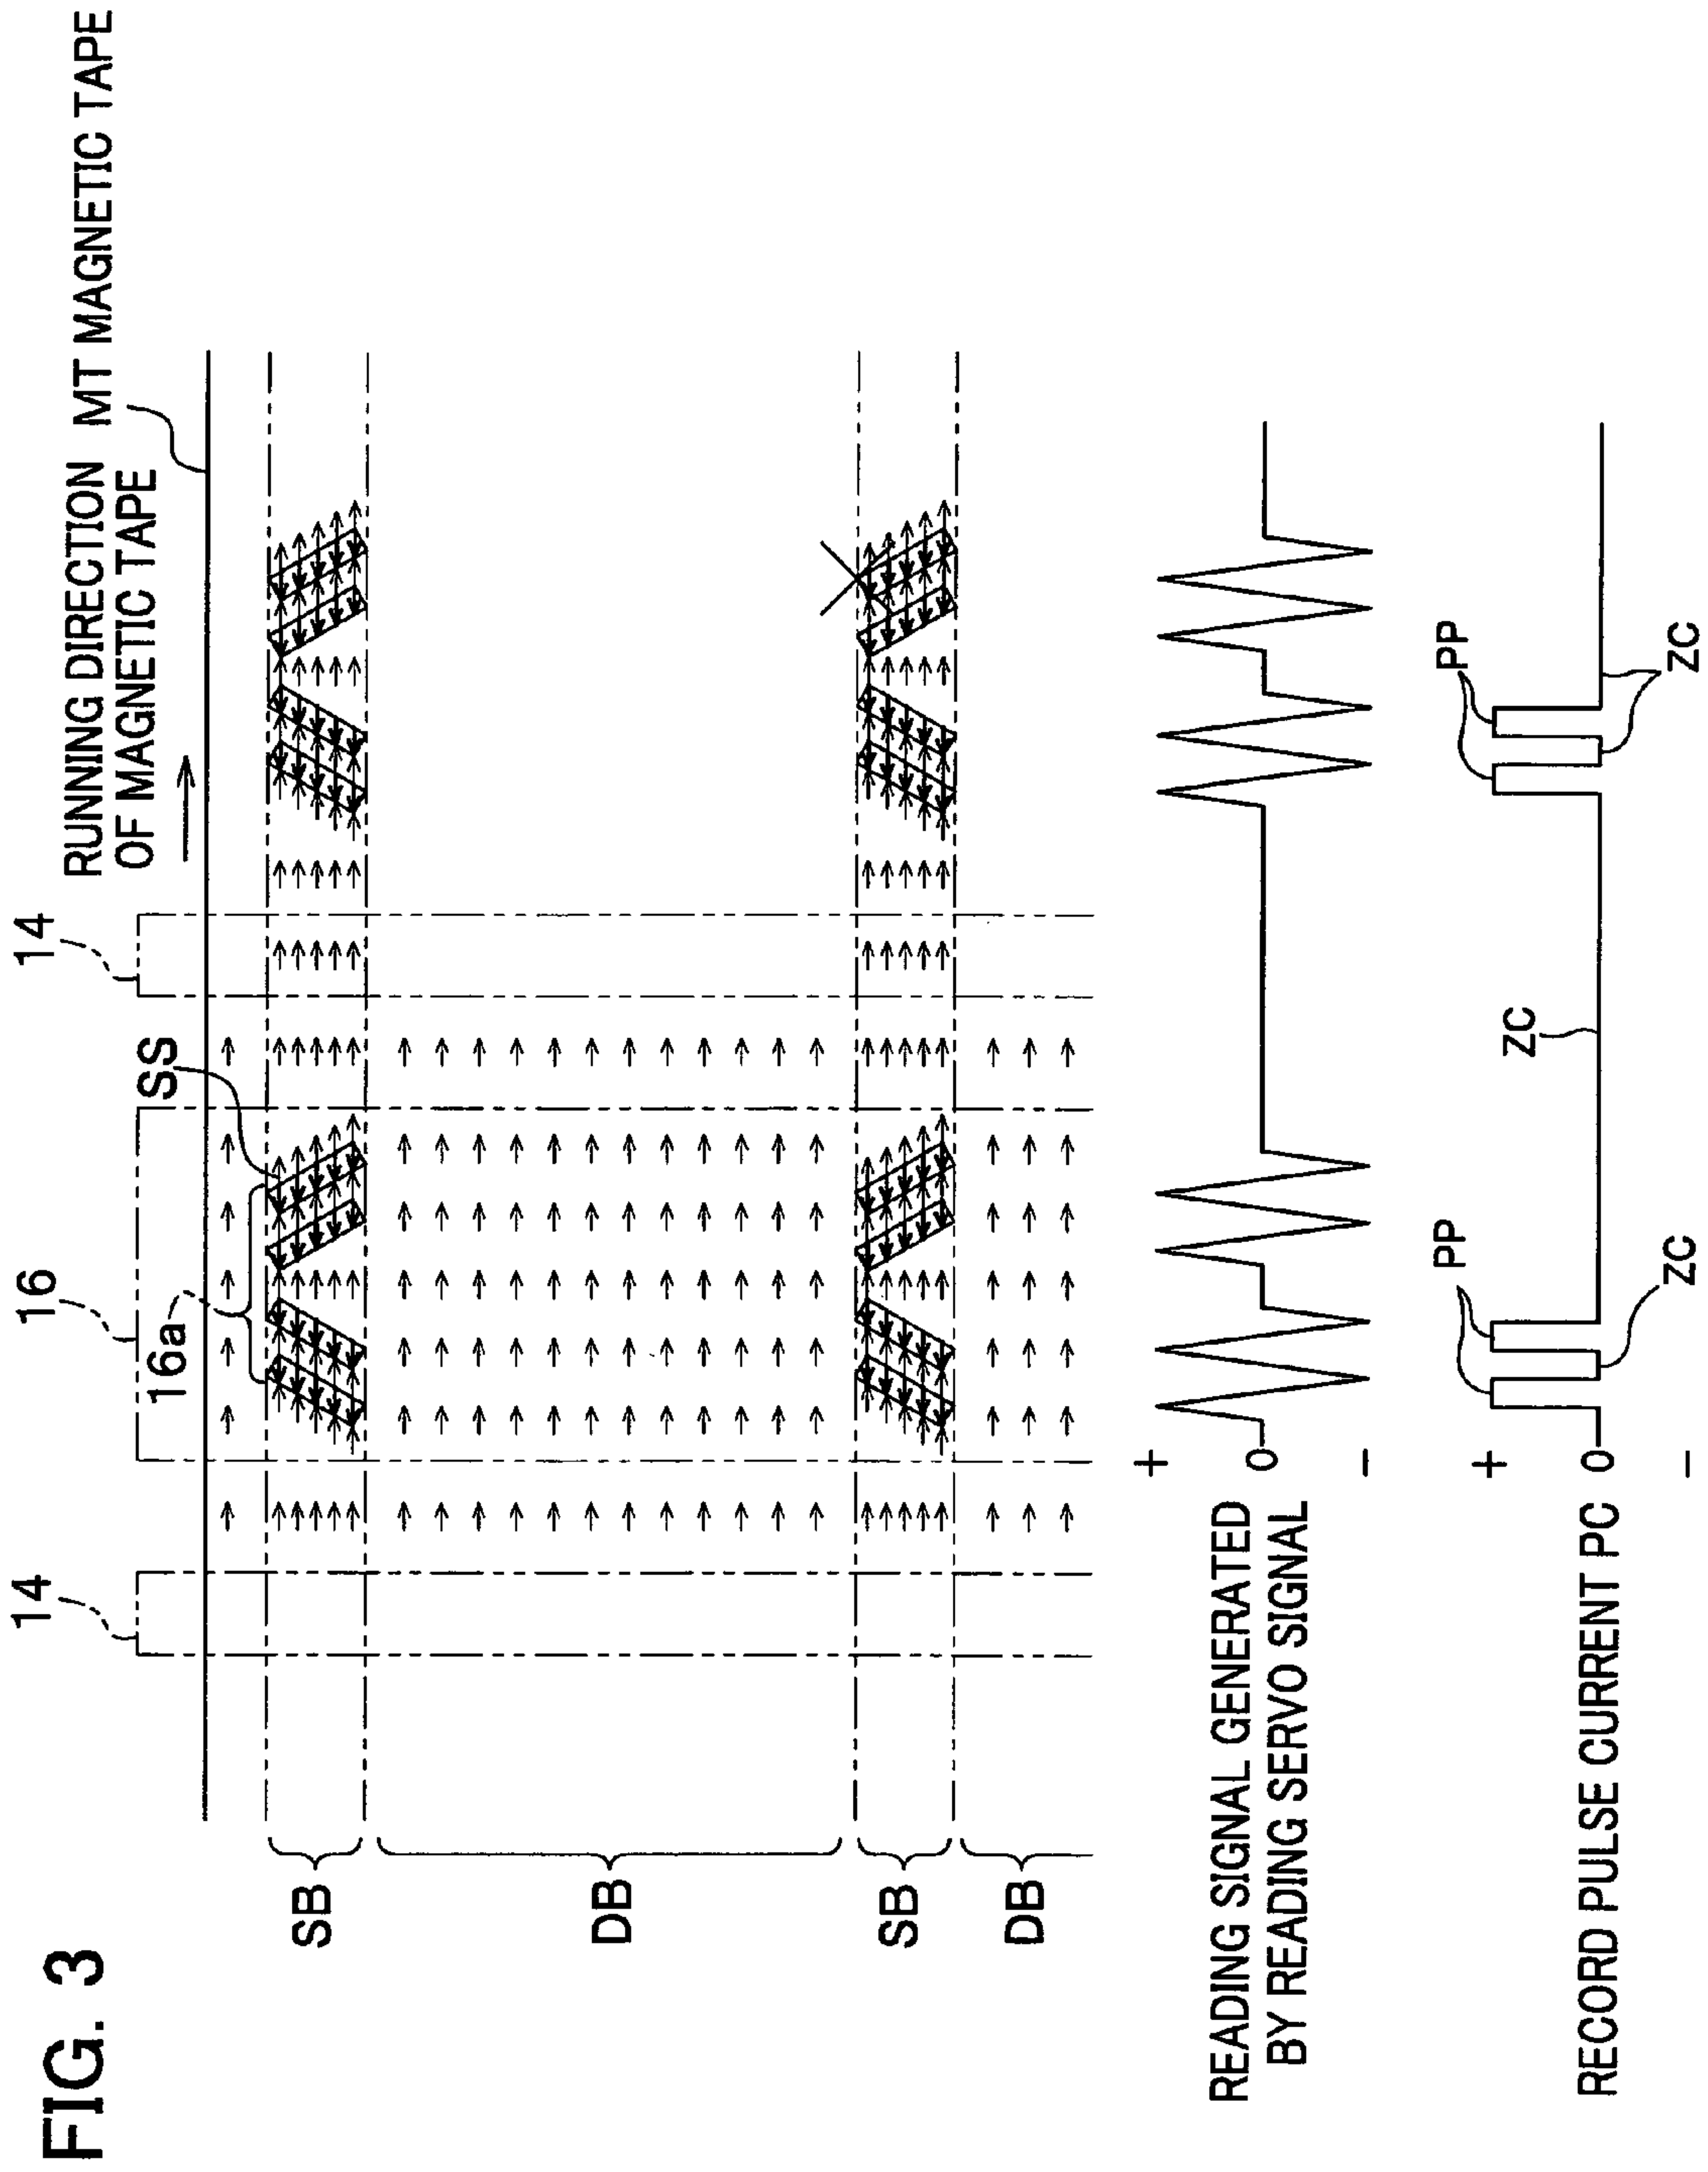 FIG. 3
RUNNING DIRECTION
OF MAGNETIC TAPE
MT MAGNETIC TAPE
14
16
14
16a
SS
SB
DB
SB
DB
READING SIGNAL GENERATED
BY READING SERVO SIGNAL
+
0
-
RECORD PULSE CURRENT PC
+
0
-
PP
ZC
ZC
PP
ZC